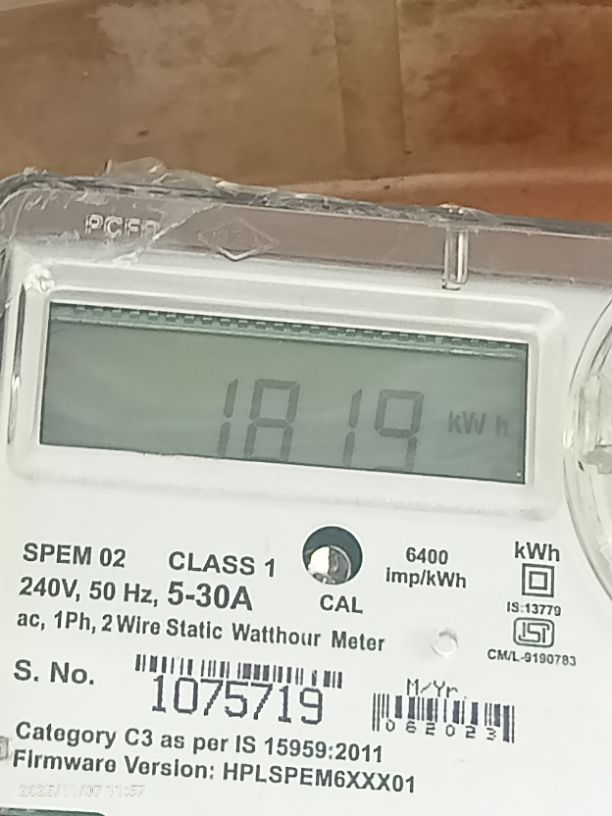 1819 kWh
SPEM 02 CLASS 1
240V, 50 Hz, 5-30A
ac, 1Ph, 2 Wire Static Watthour Meter
CAL
6400
imp/kWh
kWh
IS:13779
ISI
CM/L-9190783
S. No.
1075719
M/Yr.
062023
Category C3 as per IS 15959:2011
Firmware Version: HPLSPEM6XXX01